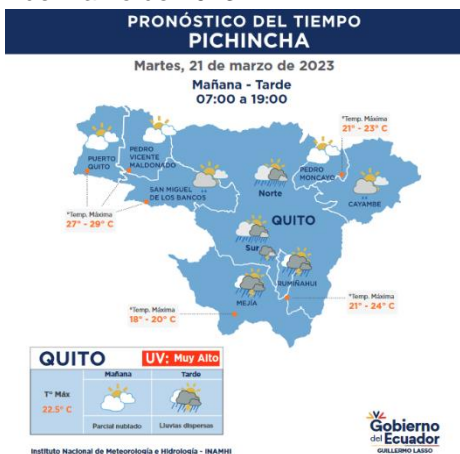 PRONÓSTICO DEL TIEMPO
PICHINCHA
Martes, 21 de marzo de 2023
Mañana - Tarde
07:00 a 19:00
*Temp. Máxima
21° - 23° C
PUERTO
QUITO
PEDRO
VICENTE
MALDONADO
PEDRO
MONCAYO
SAN MIGUEL
DE LOS BANCOS
Norte
CAYAMBE
*Temp. Máxima
27° - 29° C
QUITO
Sur
RUMIÑAHUI
MEJÍA
*Temp. Máxima
18° - 20° C
*Temp. Máxima
21° - 24° C
QUITO
UV: Muy Alto
Mañana
Tarde
T° Máx
22.5° C
Parcial nublado
Lluvias dispersas
Gobierno
del Ecuador
GUILLERMO LASSO
Instituto Nacional de Meteorología e Hidrología - INAMHI